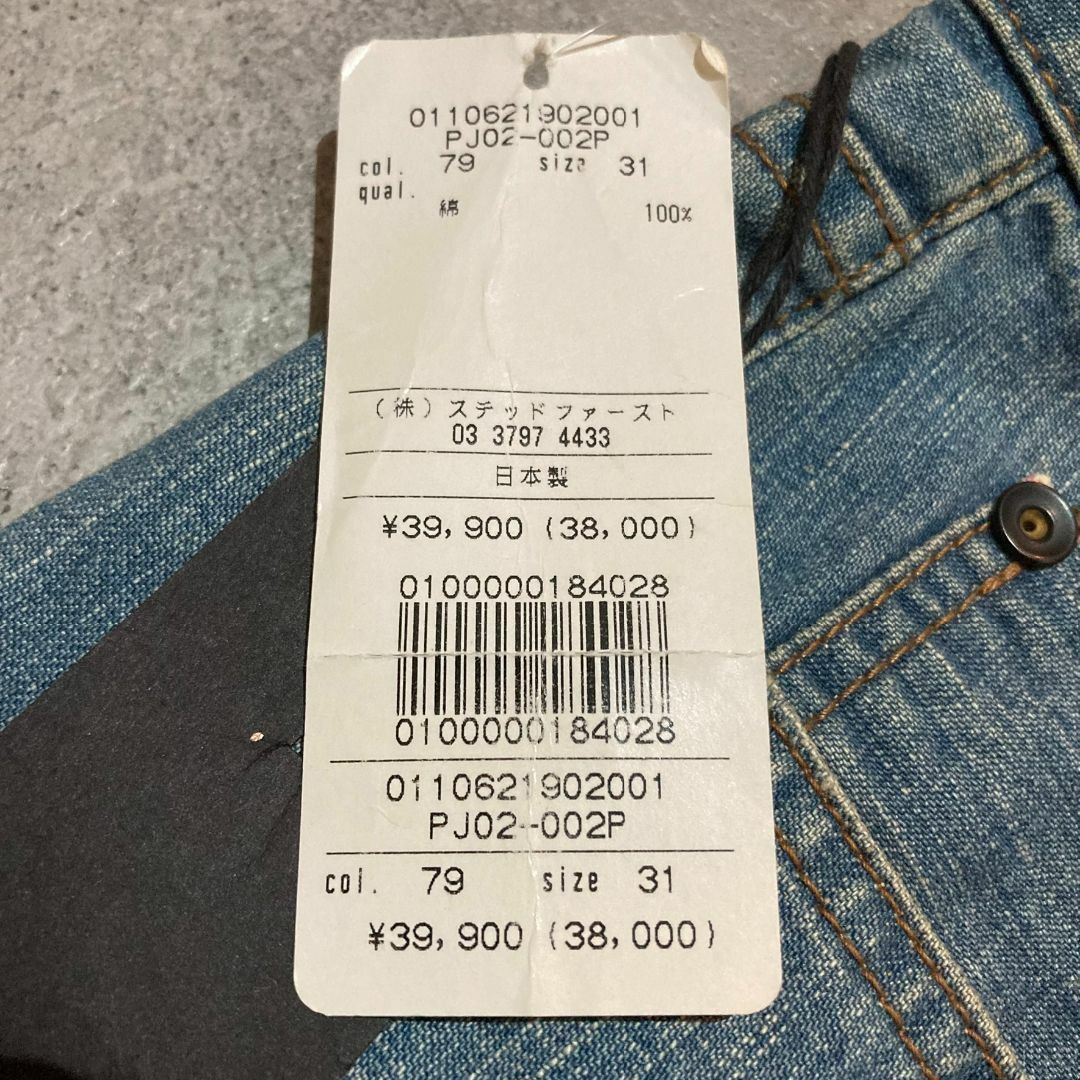 0110621902001
PJ02-002P
col. 79 size 31
qual.
綿 100%
(株)ステッドファースト
03 3797 4433
日本製
¥39,900 (38,000)
0100000184028
0100000184028
0110621902001
PJ02-002P
col. 79 size 31
¥39,900 (38,000)